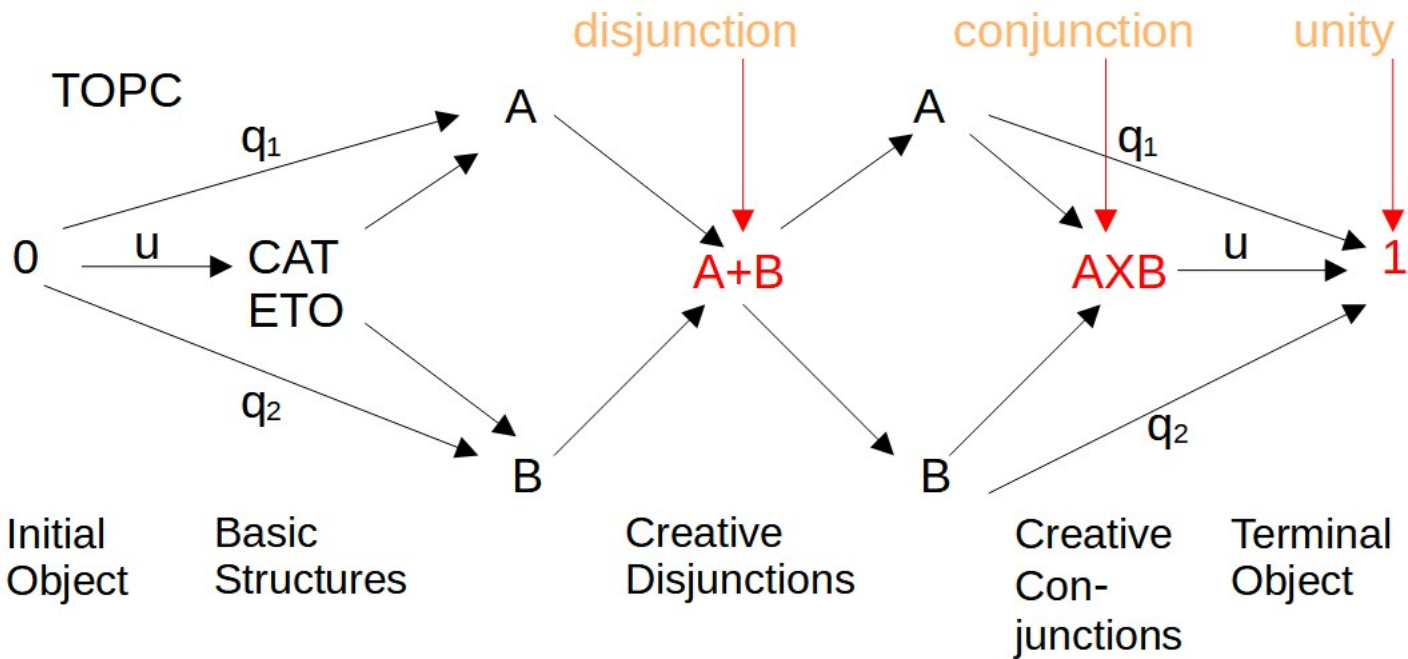 disjunction
conjunction
unity
TOPC
A
A
q₁
q₁
0
u
CAT
ETO
A+B
AXB
u
1
q₂
q₂
B
B
Initial
Object
Basic
Structures
Creative
Disjunctions
Creative
Con-
junctions
Terminal
Object